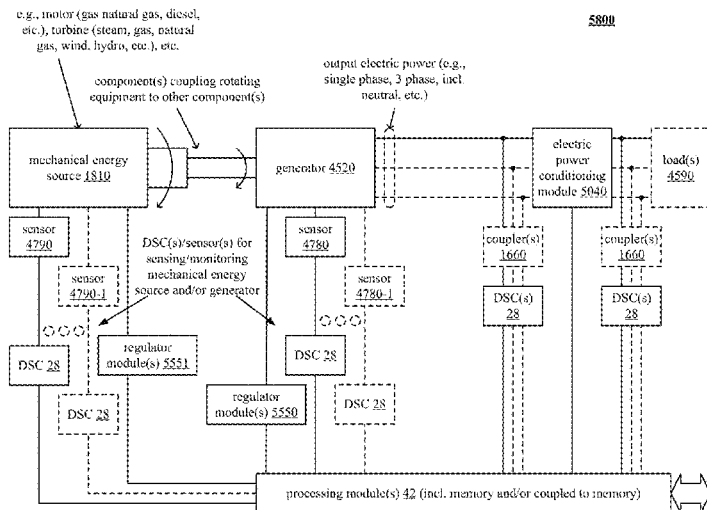 e.g., motor (gas natural gas, diesel,
etc.), turbine (steam, gas, natural
gas, wind, hydro, etc.), etc.
5800
component(s) coupling rotating
equipment to other component(s)
output electric power (e.g.,
single phase, 3 phase, incl.
neutral, etc.)
mechanical energy
source 1810
generator 4520
electric
power
conditioning
module 5040
load(s)
4590
sensor
4790
sensor
4790-1
DSC(s)/sensor(s) for
sensing/monitoring
mechanical energy
source and/or generator
sensor
4780
sensor
4780-1
coupler(s)
1660
coupler(s)
1660
DSC(s)
28
DSC(s)
28
DSC 28
DSC 28
regulator
module(s) 5551
regulator
module(s) 5550
DSC 28
DSC 28
processing module(s) 42 (incl. memory and/or coupled to memory)